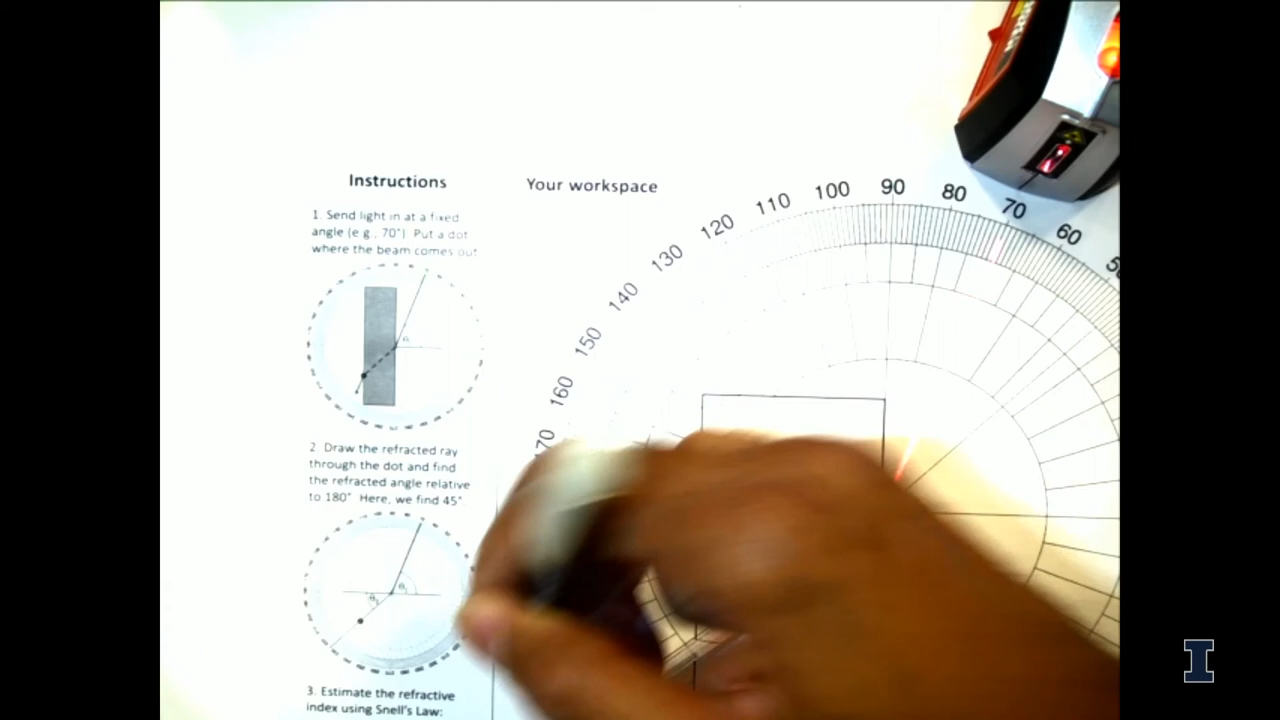 Instructions
1. Send light in at a fixed
angle (e.g., 70°) Put a dot
where the beam comes out
2. Draw the refracted ray
through the dot and find
the refracted angle relative
to 180° Here, we find 45°.
3. Estimate the refractive
index using Snell's Law:
Your workspace
170
160
150
140
130
120
110
100
90
80
70
60
I